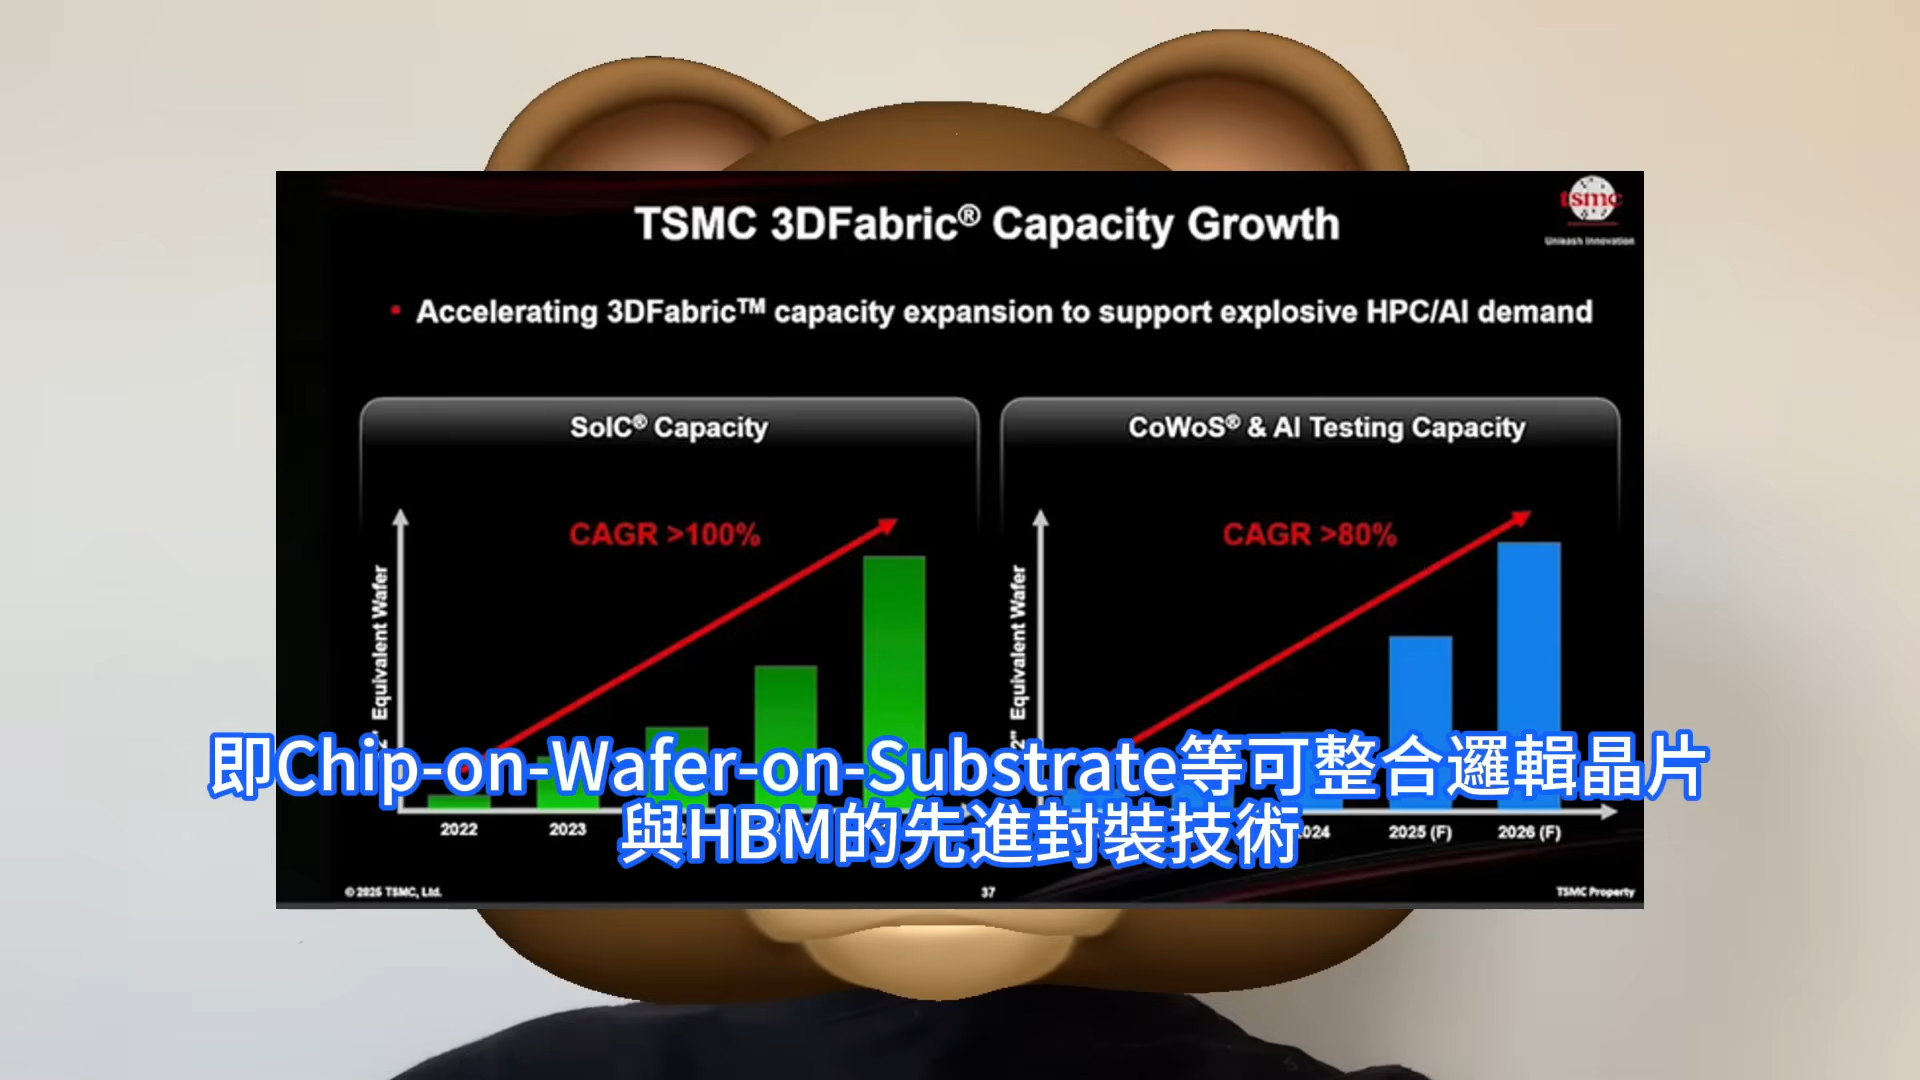 tsmc
Unleash Innovation
TSMC 3DFabric® Capacity Growth
• Accelerating 3DFabric™ capacity expansion to support explosive HPC/AI demand
SoIC® Capacity
CoWoS® & AI Testing Capacity
CAGR >100%
CAGR >80%
Equivalent Wafer
2" Equivalent Wafer
即Chip-on-Wafer-on-Substrate等可整合邏輯晶片
與HBM的先進封裝技術
2022
2023
2025 (F)
2026 (F)
© 2025 TSMC, Ltd.
37
TSMC Property